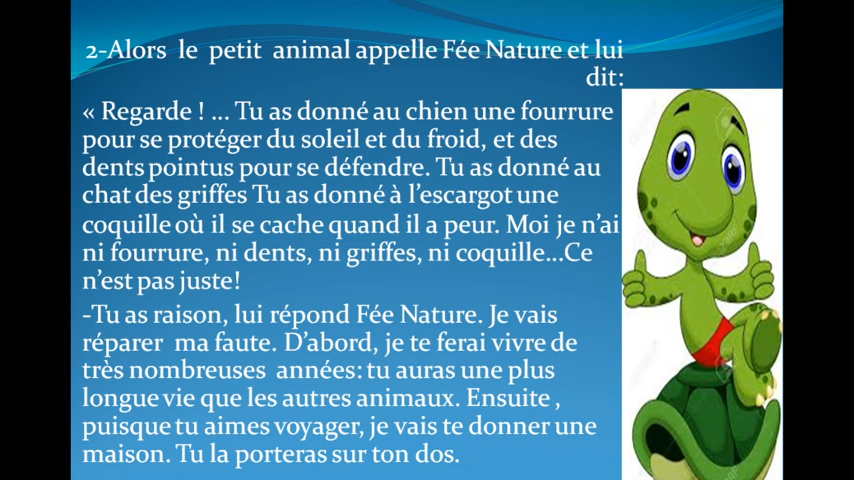 2-Alors le petit animal appelle Fée Nature et lui
dit:
« Regarde ! ... Tu as donné au chien une fourrure
pour se protéger du soleil et du froid, et des
dents pointus pour se défendre. Tu as donné au
chat des griffes Tu as donné à l'escargot une
coquille où il se cache quand il a peur. Moi je n'ai
ni fourrure, ni dents, ni griffes, ni coquille...Ce
n'est pas juste!
-Tu as raison, lui répond Fée Nature. Je vais
réparer ma faute. D'abord, je te ferai vivre de
très nombreuses années: tu auras une plus
longue vie que les autres animaux. Ensuite ,
puisque tu aimes voyager, je vais te donner une
maison. Tu la porteras sur ton dos.